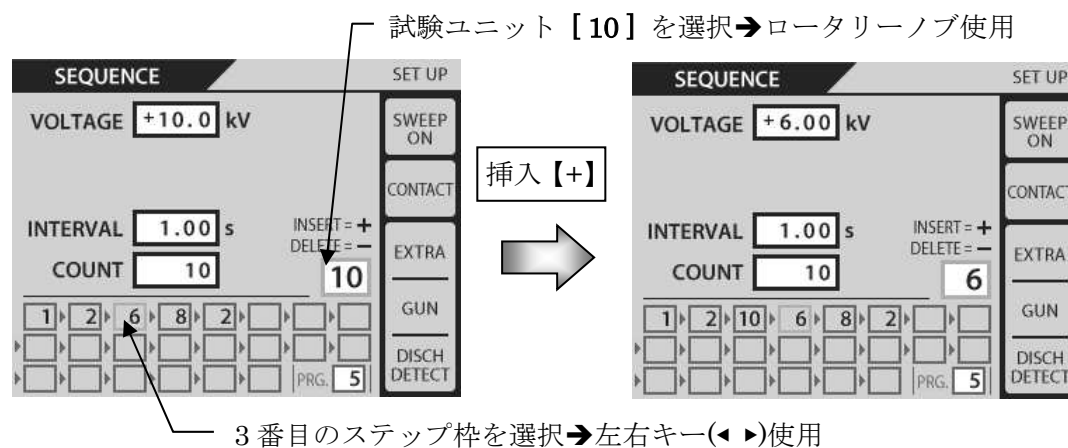 試験ユニット［10］を選択➔ロータリーノブ使用
SEQUENCE
SET UP
VOLTAGE +10.0 kV
SWEEP
ON
CONTACT
INTERVAL 1.00 s
INSERT = +
DELETE = −
EXTRA
COUNT 10
10
GUN
1 2 6 8 2
DISCH
DETECT
PRG. 5
挿入【+】
SEQUENCE
SET UP
VOLTAGE +6.00 kV
SWEEP
ON
CONTACT
INTERVAL 1.00 s
INSERT = +
DELETE = −
EXTRA
COUNT 10
6
GUN
1 2 10 6 8 2
DISCH
DETECT
PRG. 5
3 番目のステップ枠を選択➔左右キー(◂ ▸)使用